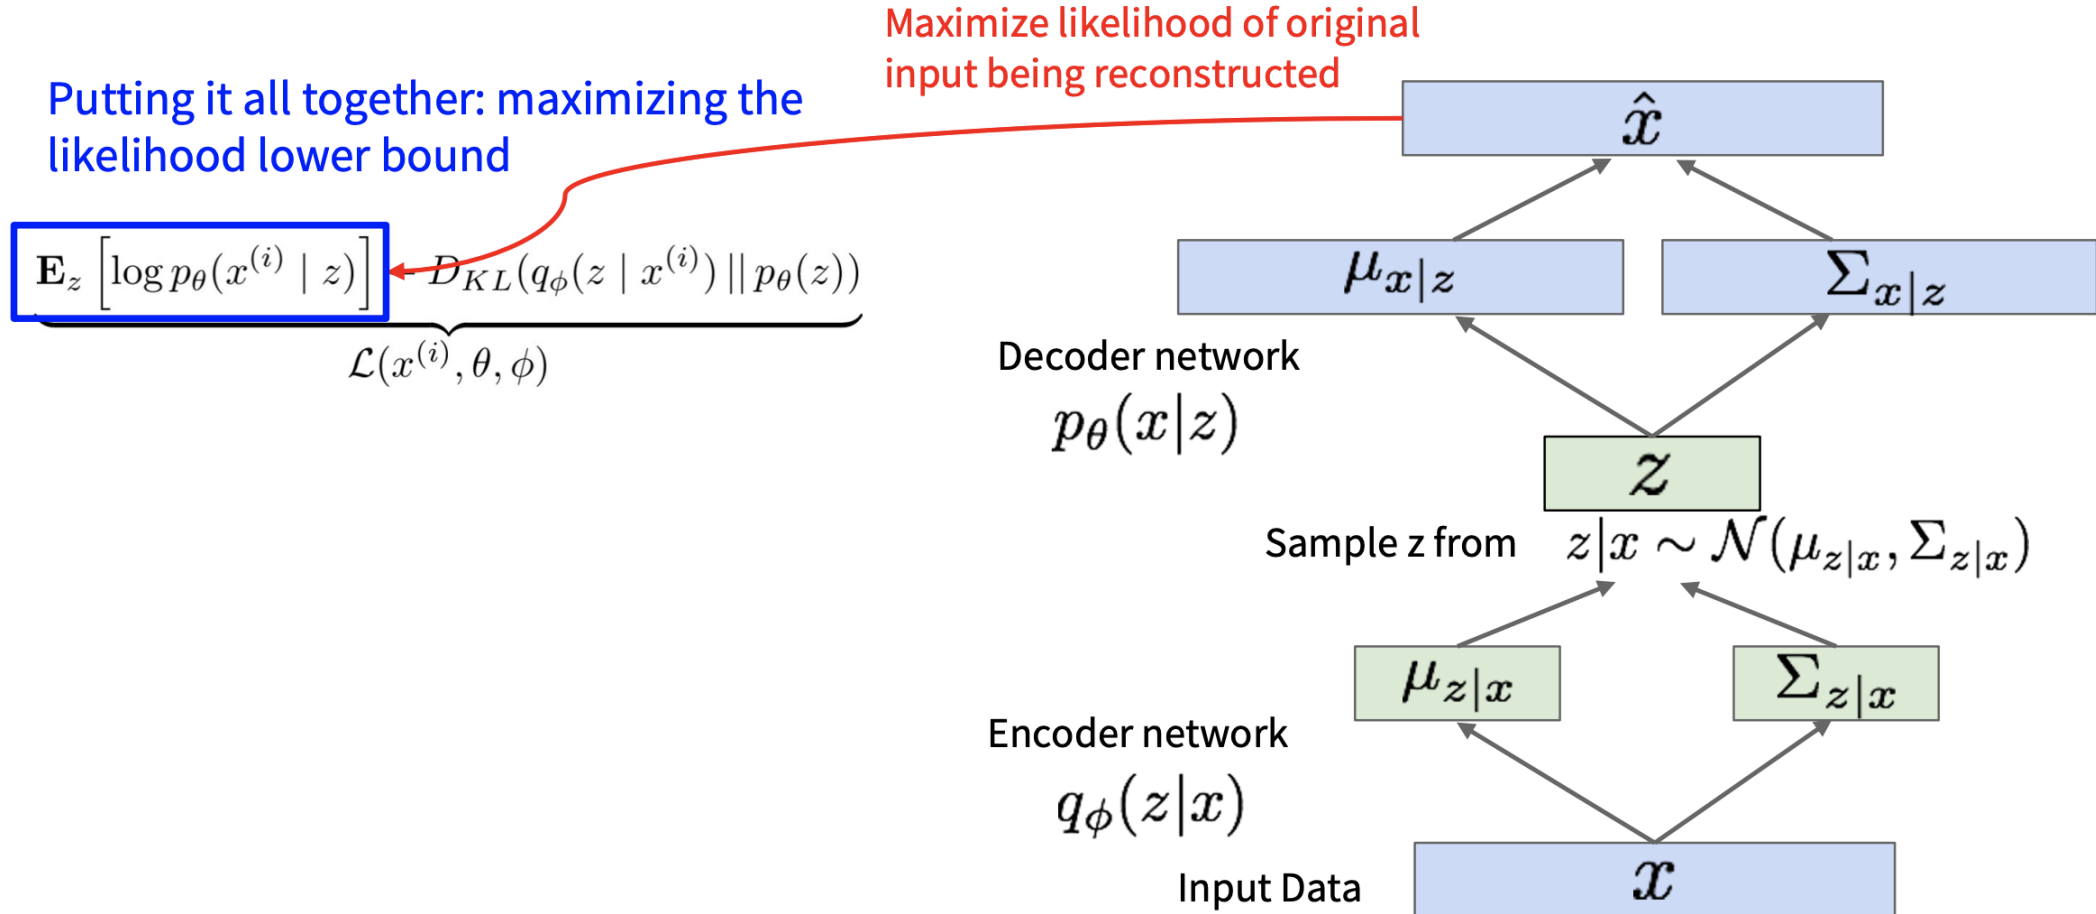 Maximize likelihood of original
input being reconstructed
Putting it all together: maximizing the
likelihood lower bound
x̂
E_z [log p_θ(x^(i) | z)] - D_KL(q_ϕ(z | x^(i)) || p_θ(z))
L(x^(i), θ, ϕ)
μ_x|z
Σ_x|z
Decoder network
p_θ(x|z)
z
Sample z from z|x ∼ N(μ_z|x, Σ_z|x)
μ_z|x
Σ_z|x
Encoder network
q_ϕ(z|x)
Input Data
x